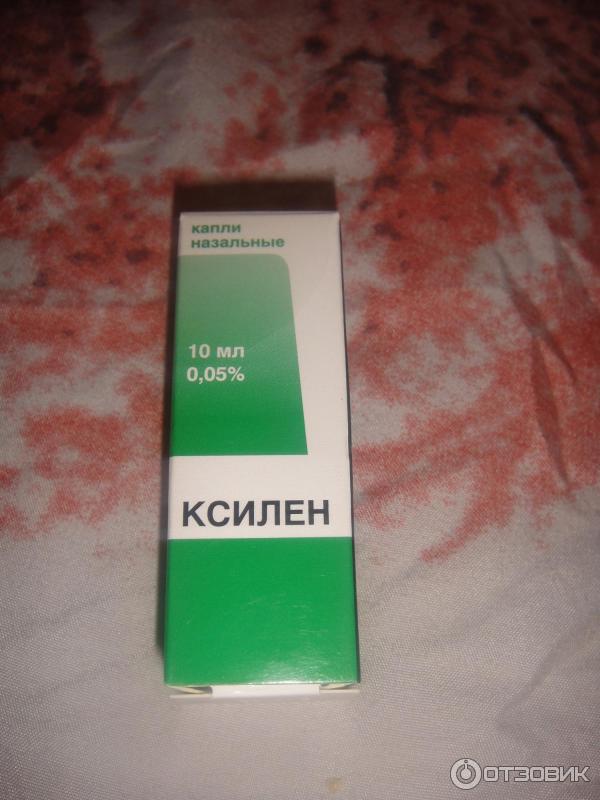 капли
назальные
10 мл
0,05%
КСИЛЕН
ОТЗОВИК